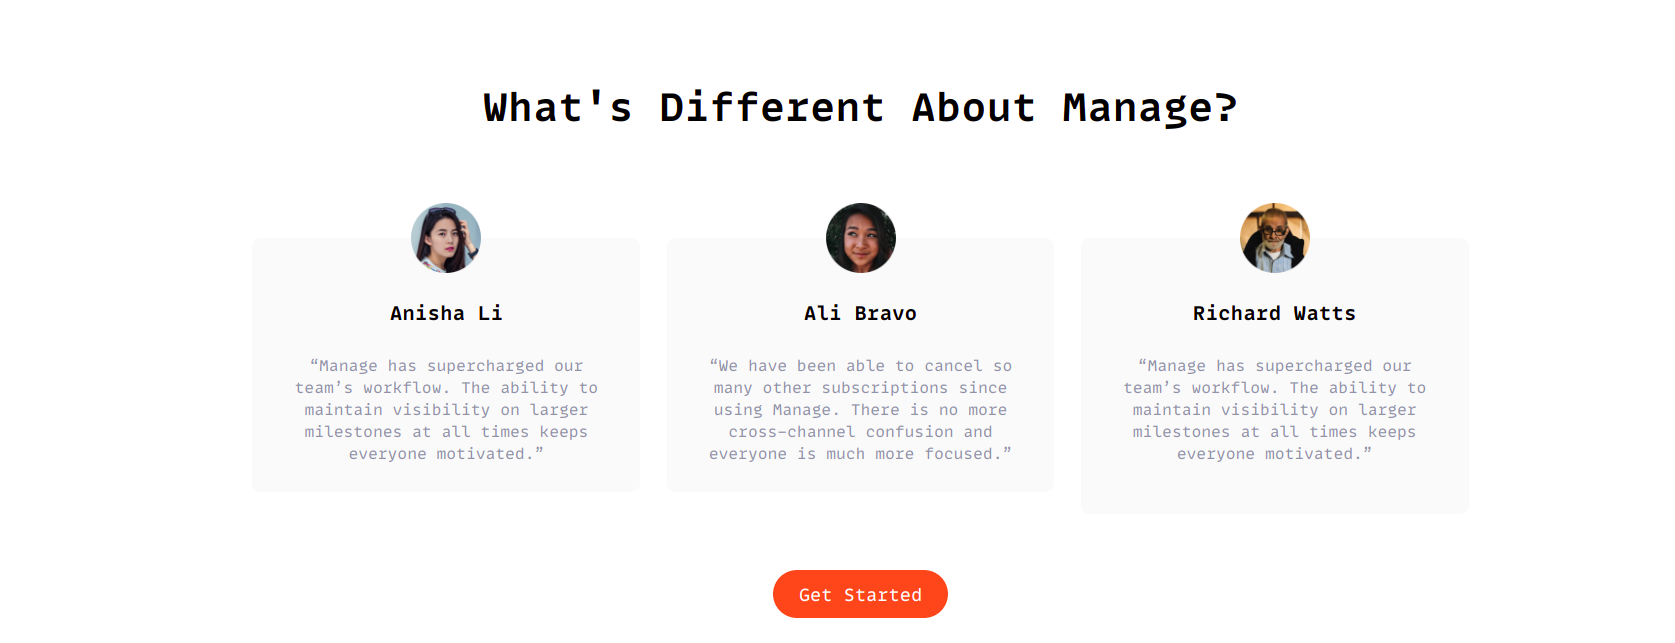 What's Different About Manage?
Anisha Li
“Manage has supercharged our
team’s workflow. The ability to
maintain visibility on larger
milestones at all times keeps
everyone motivated.”
Ali Bravo
“We have been able to cancel so
many other subscriptions since
using Manage. There is no more
cross-channel confusion and
everyone is much more focused.”
Richard Watts
“Manage has supercharged our
team’s workflow. The ability to
maintain visibility on larger
milestones at all times keeps
everyone motivated.”
Get Started